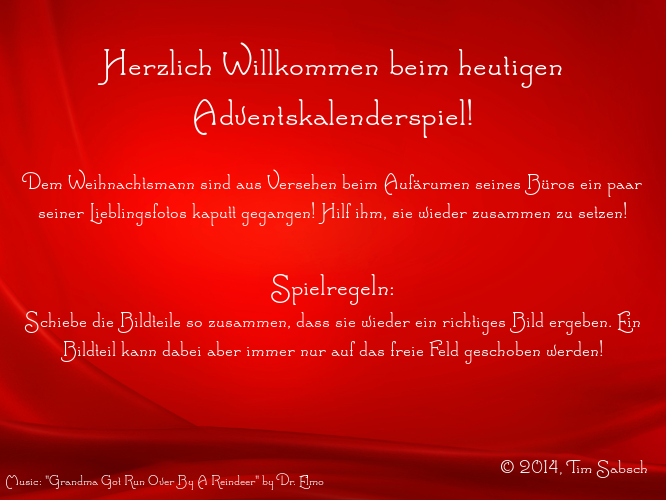 Herzlich Willkommen beim heutigen
Adventskalenderspiel!
Dem Weihnachtsmann sind aus Versehen beim Aufärumen seines Büros ein paar
seiner Lieblingsfotos kaputt gegangen! Hilf ihm, sie wieder zusammen zu setzen!
Spielregeln:
Schiebe die Bildteile so zusammen, dass sie wieder ein richtiges Bild ergeben. Ein
Bildteil kann dabei aber immer nur auf das freie Feld geschoben werden!
© 2014, Tim Sabsch
Music: "Grandma Got Run Over By A Reindeer" by Dr. Elmo